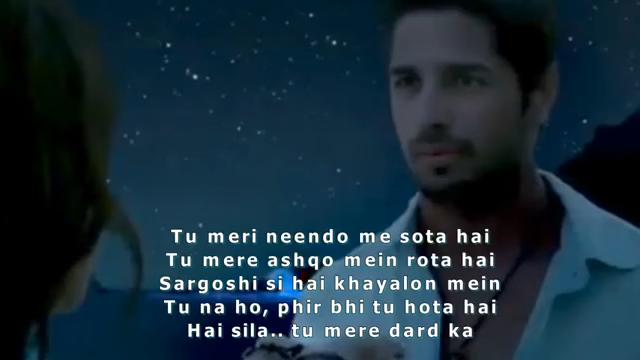 Tu meri neendo me sota hai
Tu mere ashqo mein rota hai
Sargoshi si hai khayalon mein
Tu na ho, phir bhi tu hota hai
Hai sila.. tu mere dard ka